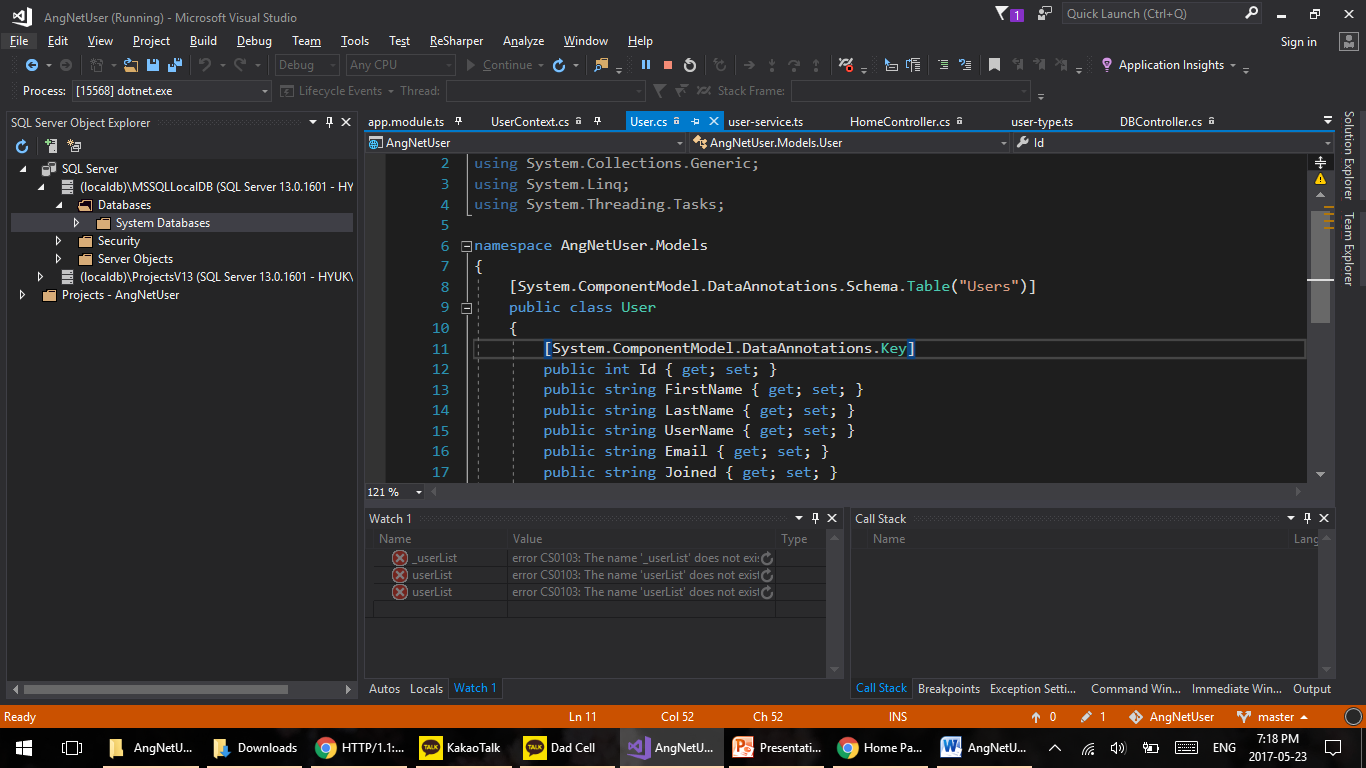 AngNetUser (Running) - Microsoft Visual Studio
1
Quick Launch (Ctrl+Q)
File Edit View Project Build Debug Team Tools Test ReSharper Analyze Window Help
Sign in
Debug Any CPU Continue Application Insights
Process: [15568] dotnet.exe Lifecycle Events Thread: Stack Frame:
SQL Server Object Explorer
SQL Server
(localdb)\MSSQLLocalDB (SQL Server 13.0.1601 - HY
Databases
System Databases
Security
Server Objects
(localdb)\ProjectsV13 (SQL Server 13.0.1601 - HYUK\
Projects - AngNetUser
app.module.ts UserContext.cs User.cs user-service.ts HomeController.cs user-type.ts DBController.cs
AngNetUser AngNetUser.Models.User Id
2 using System.Collections.Generic;
3 using System.Linq;
4 using System.Threading.Tasks;
5
6 namespace AngNetUser.Models
7 {
8 [System.ComponentModel.DataAnnotations.Schema.Table("Users")]
9 public class User
10 {
11 [System.ComponentModel.DataAnnotations.Key]
12 public int Id { get; set; }
13 public string FirstName { get; set; }
14 public string LastName { get; set; }
15 public string UserName { get; set; }
16 public string Email { get; set; }
17 public string Joined { get; set; }
121 %
Solution Explorer
Team Explorer
Watch 1
Name Value Type
_userList error CS0103: The name '_userList' does not exis
userList error CS0103: The name 'userList' does not exist
userList error CS0103: The name 'userList' does not exist
Autos Locals Watch 1
Call Stack
Name Lang
Call Stack Breakpoints Exception Setti... Command Win... Immediate Win... Output
Ready Ln 11 Col 52 Ch 52 INS 0 1 AngNetUser master
AngNetU... Downloads HTTP/1.1:... TALK KakaoTalk TALK Dad Cell AngNetU... Presentati... Home Pa... AngNetU... ENG
7:18 PM
2017-05-23